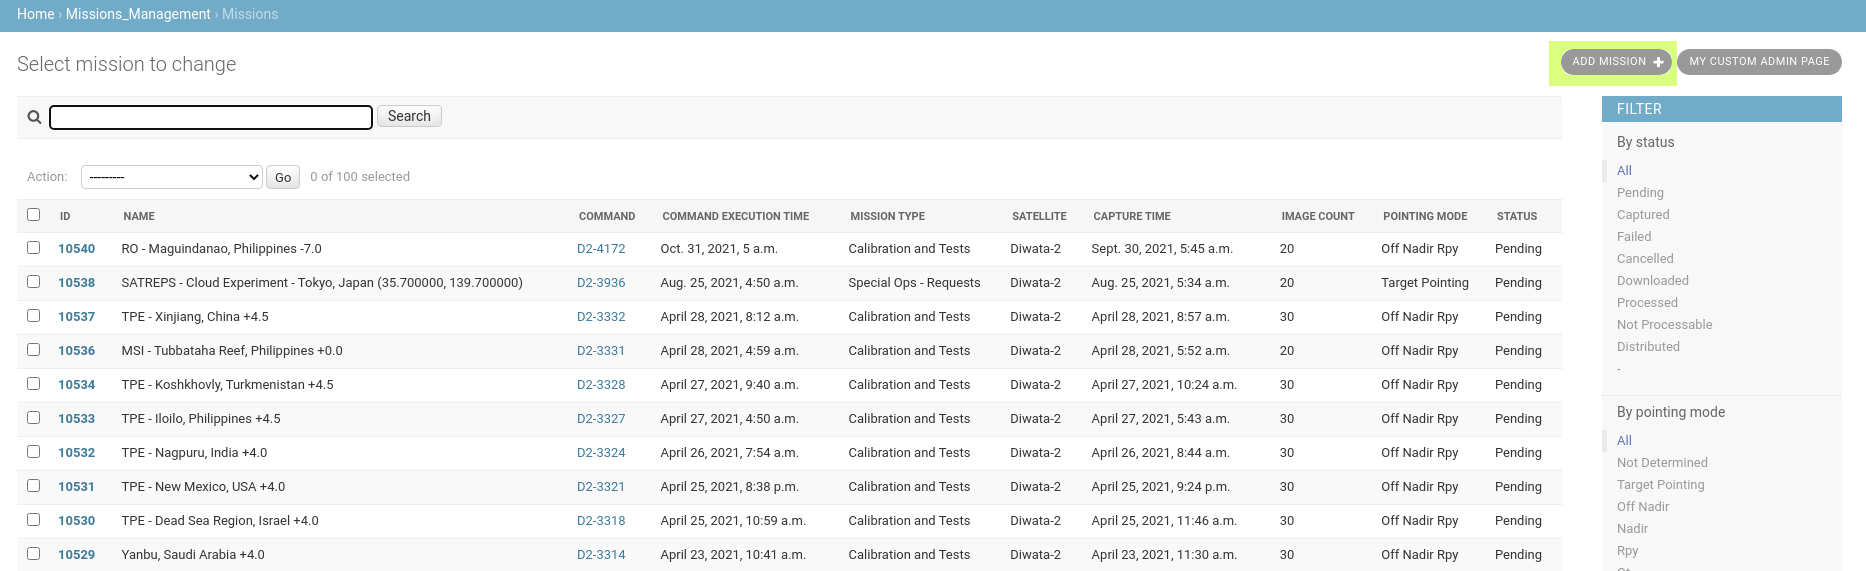 Home › Missions_Management › Missions
Select mission to change
ADD MISSION
MY CUSTOM ADMIN PAGE
Search
Action: --------- Go 0 of 100 selected
ID NAME COMMAND COMMAND EXECUTION TIME MISSION TYPE SATELLITE CAPTURE TIME IMAGE COUNT POINTING MODE STATUS
10540 RO - Maguindanao, Philippines -7.0 D2-4172 Oct. 31, 2021, 5 a.m. Calibration and Tests Diwata-2 Sept. 30, 2021, 5:45 a.m. 20 Off Nadir Rpy Pending
10538 SATREPS - Cloud Experiment - Tokyo, Japan (35.700000, 139.700000) D2-3936 Aug. 25, 2021, 4:50 a.m. Special Ops - Requests Diwata-2 Aug. 25, 2021, 5:34 a.m. 20 Target Pointing Pending
10537 TPE - Xinjiang, China +4.5 D2-3332 April 28, 2021, 8:12 a.m. Calibration and Tests Diwata-2 April 28, 2021, 8:57 a.m. 30 Off Nadir Rpy Pending
10536 MSI - Tubbataha Reef, Philippines +0.0 D2-3331 April 28, 2021, 4:59 a.m. Calibration and Tests Diwata-2 April 28, 2021, 5:52 a.m. 20 Off Nadir Rpy Pending
10534 TPE - Koshkhovly, Turkmenistan +4.5 D2-3328 April 27, 2021, 9:40 a.m. Calibration and Tests Diwata-2 April 27, 2021, 10:24 a.m. 30 Off Nadir Rpy Pending
10533 TPE - Iloilo, Philippines +4.5 D2-3327 April 27, 2021, 4:50 a.m. Calibration and Tests Diwata-2 April 27, 2021, 5:43 a.m. 30 Off Nadir Rpy Pending
10532 TPE - Nagpuru, India +4.0 D2-3324 April 26, 2021, 7:54 a.m. Calibration and Tests Diwata-2 April 26, 2021, 8:44 a.m. 30 Off Nadir Rpy Pending
10531 TPE - New Mexico, USA +4.0 D2-3321 April 25, 2021, 8:38 p.m. Calibration and Tests Diwata-2 April 25, 2021, 9:24 p.m. 30 Off Nadir Rpy Pending
10530 TPE - Dead Sea Region, Israel +4.0 D2-3318 April 25, 2021, 10:59 a.m. Calibration and Tests Diwata-2 April 25, 2021, 11:46 a.m. 30 Off Nadir Rpy Pending
10529 Yanbu, Saudi Arabia +4.0 D2-3314 April 23, 2021, 10:41 a.m. Calibration and Tests Diwata-2 April 23, 2021, 11:30 a.m. 30 Off Nadir Rpy Pending
FILTER
By status
All
Pending
Captured
Failed
Cancelled
Downloaded
Processed
Not Processable
Distributed
-
By pointing mode
All
Not Determined
Target Pointing
Off Nadir
Nadir
Rpy